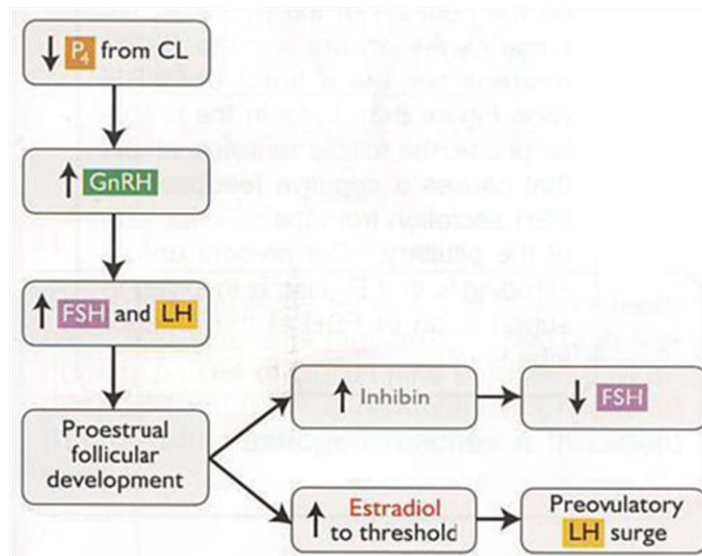 ↓ P₄ from CL
↑ GnRH
↑ FSH and LH
Proestrual
follicular
development
↑ Inhibin
↓ FSH
↑ Estradiol
to threshold
Preovulatory
LH surge